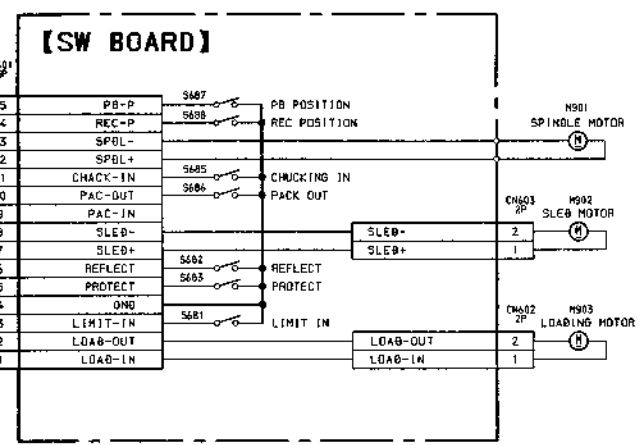 【SW BOARD】
PB-P S687 PB POSITION
REC-P S688 REC POSITION
SPDL-
SPDL+
CHACK-IN S685 CHUCKING IN
PAC-OUT S686 PACK OUT
PAC-IN
SLED- SLED- 2
SLED+ SLED+ 1
REFLECT S682 REFLECT
PROTECT S683 PROTECT
GND
LIMIT-IN S681 LIMIT IN
LOAD-OUT LOAD-OUT 2
LOAD-IN LOAD-IN 1
M901
SPINDLE MOTOR
M
CN603 M902
2P SLED MOTOR
M
CN602 M903
2P LOADING MOTOR
M